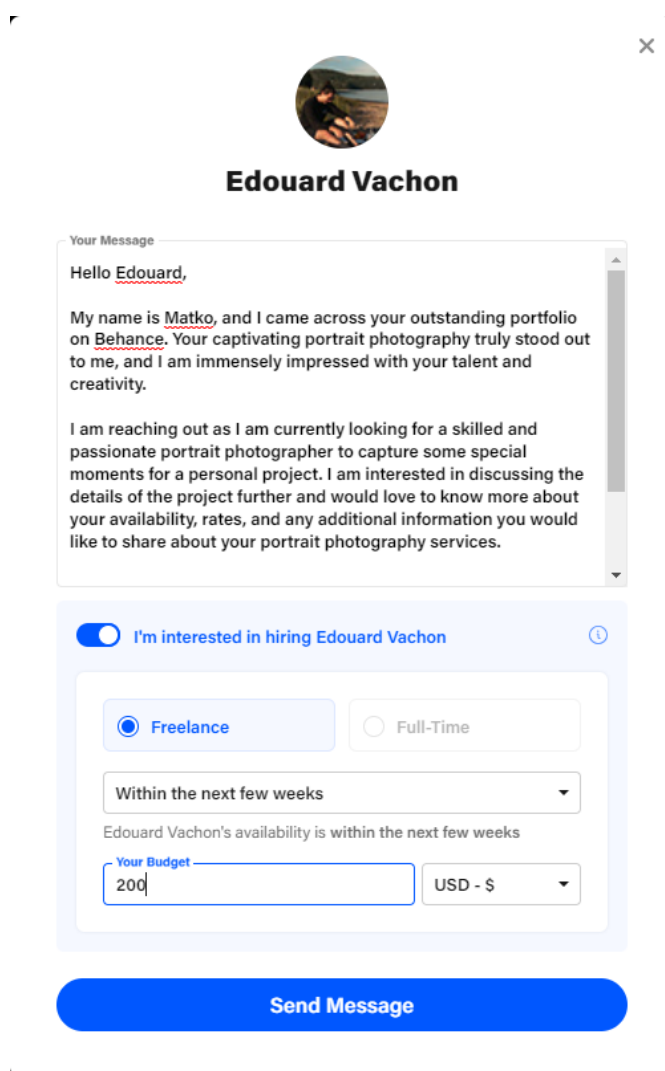 Edouard Vachon
Your Message
Hello Edouard,
My name is Matko, and I came across your outstanding portfolio
on Behance. Your captivating portrait photography truly stood out
to me, and I am immensely impressed with your talent and
creativity.
I am reaching out as I am currently looking for a skilled and
passionate portrait photographer to capture some special
moments for a personal project. I am interested in discussing the
details of the project further and would love to know more about
your availability, rates, and any additional information you would
like to share about your portrait photography services.
I'm interested in hiring Edouard Vachon
Freelance
Full-Time
Within the next few weeks
Edouard Vachon's availability is within the next few weeks
Your Budget
200
USD - $
Send Message